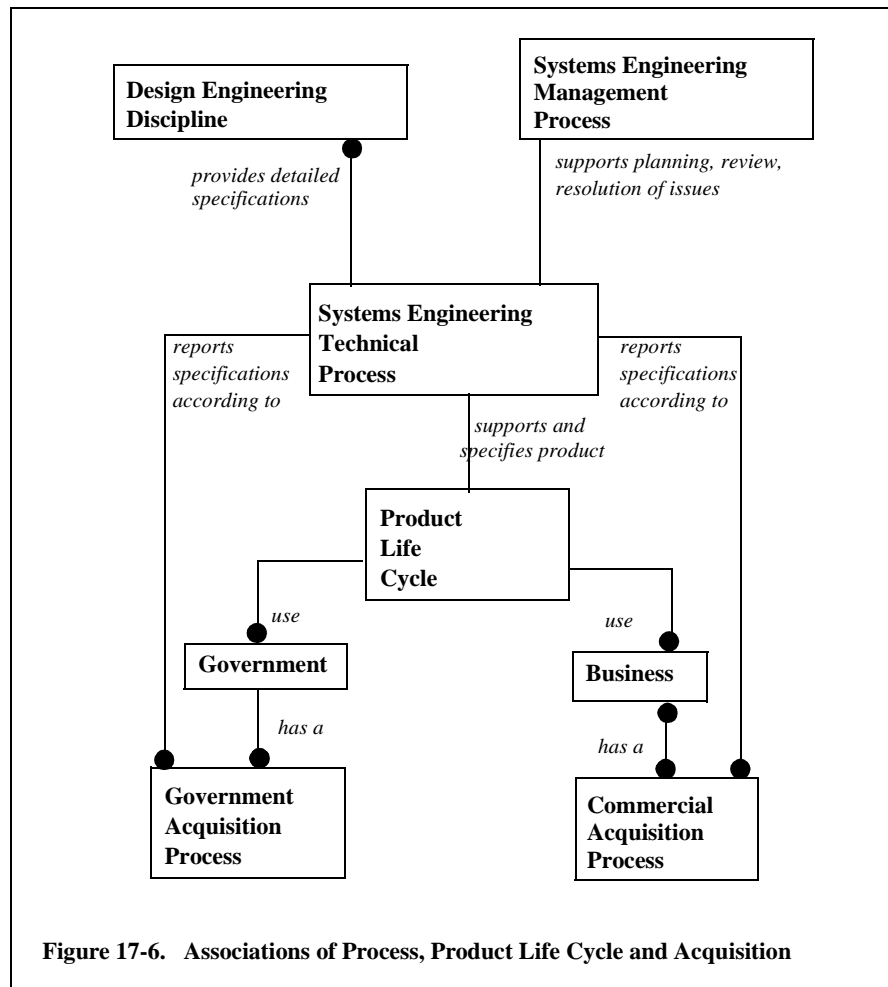 Design Engineering
Discipline
Systems Engineering
Management
Process
provides detailed
specifications
supports planning, review,
resolution of issues
Systems Engineering
Technical
Process
reports
specifications
according to
reports
specifications
according to
supports and
specifies product
Product
Life
Cycle
use
use
Government
Business
has a
has a
Government
Acquisition
Process
Commercial
Acquisition
Process
Figure 17-6. Associations of Process, Product Life Cycle and Acquisition